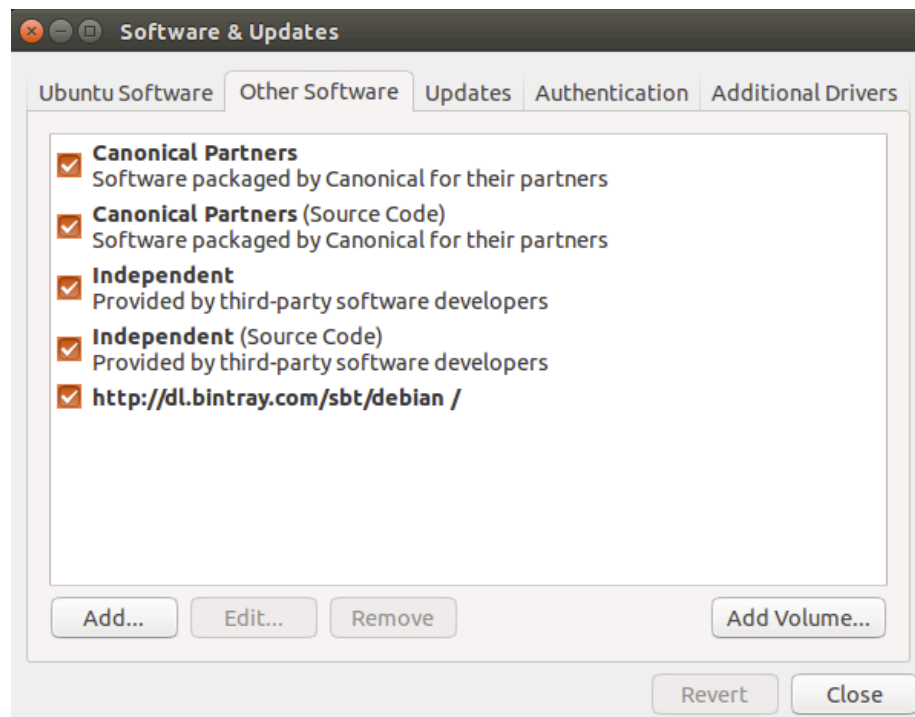 Software & Updates
Ubuntu Software Other Software Updates Authentication Additional Drivers
Canonical Partners
Software packaged by Canonical for their partners
Canonical Partners (Source Code)
Software packaged by Canonical for their partners
Independent
Provided by third-party software developers
Independent (Source Code)
Provided by third-party software developers
http://dl.bintray.com/sbt/debian /
Add... Edit... Remove Add Volume...
Revert Close